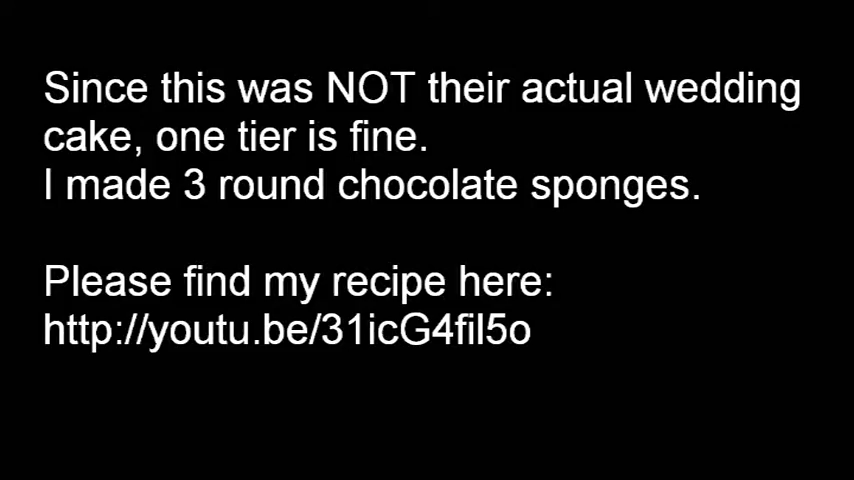 Since this was NOT their actual wedding
cake, one tier is fine.
I made 3 round chocolate sponges.
Please find my recipe here:
http://youtu.be/31icG4fil5o